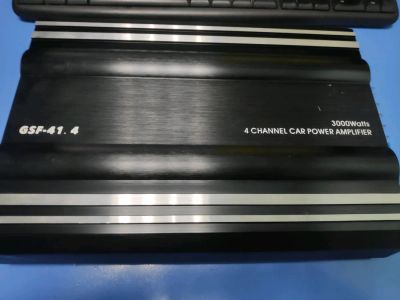 GSF-41.4
3000Watts
4 CHANNEL CAR POWER AMPLIFIER